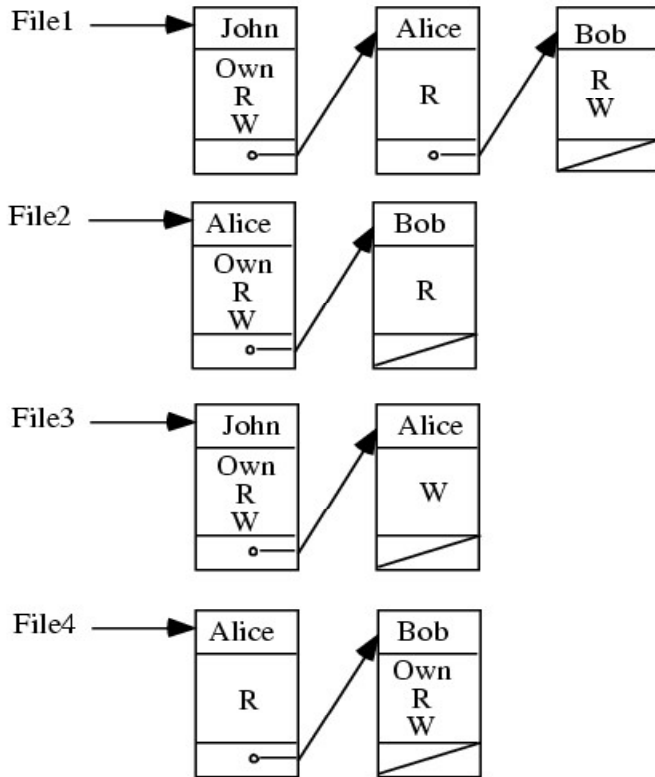 File1
John
Own
R
W
Alice
R
Bob
R
W
File2
Alice
Own
R
W
Bob
R
File3
John
Own
R
W
Alice
W
File4
Alice
R
Bob
Own
R
W